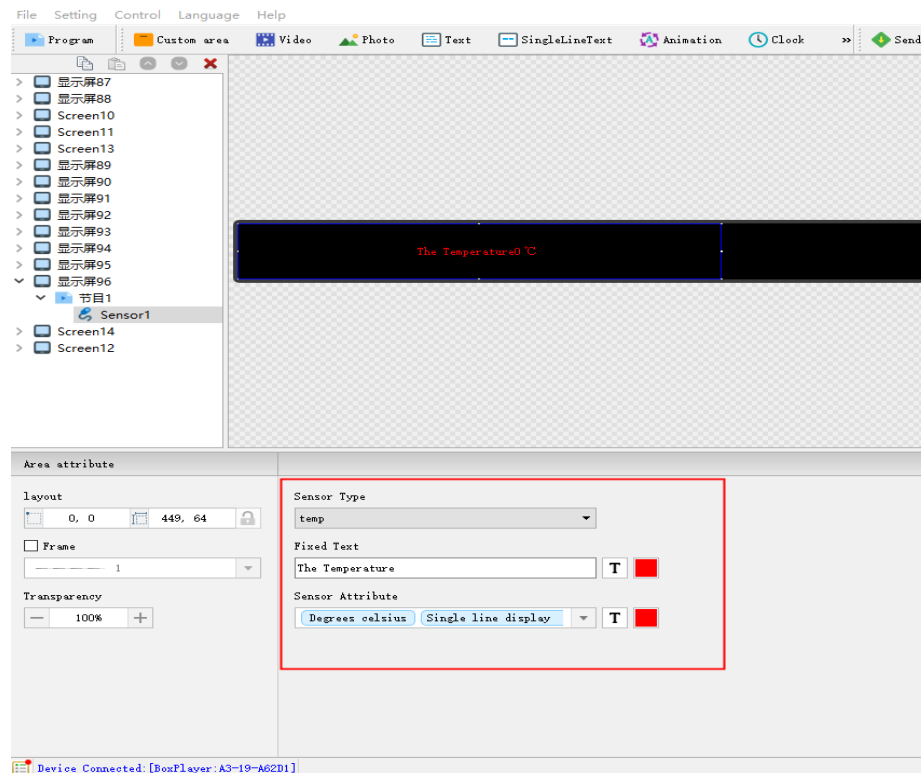 File Setting Control Language Help
Program Custom area Video Photo Text SingleLineText Animation Clock » Send
显示屏87
显示屏88
Screen10
Screen11
Screen13
显示屏89
显示屏90
显示屏91
显示屏92
显示屏93
显示屏94
显示屏95
显示屏96
节目1
Sensor1
Screen14
Screen12
The Temperature0 ℃
Area attribute
layout
0, 0 449, 64
Frame
1
Transparency
100%
Sensor Type
temp
Fixed Text
The Temperature T
Sensor Attribute
Degrees celsius Single line display T
Device Connected:[BoxPlayer:A3-19-A62D1]